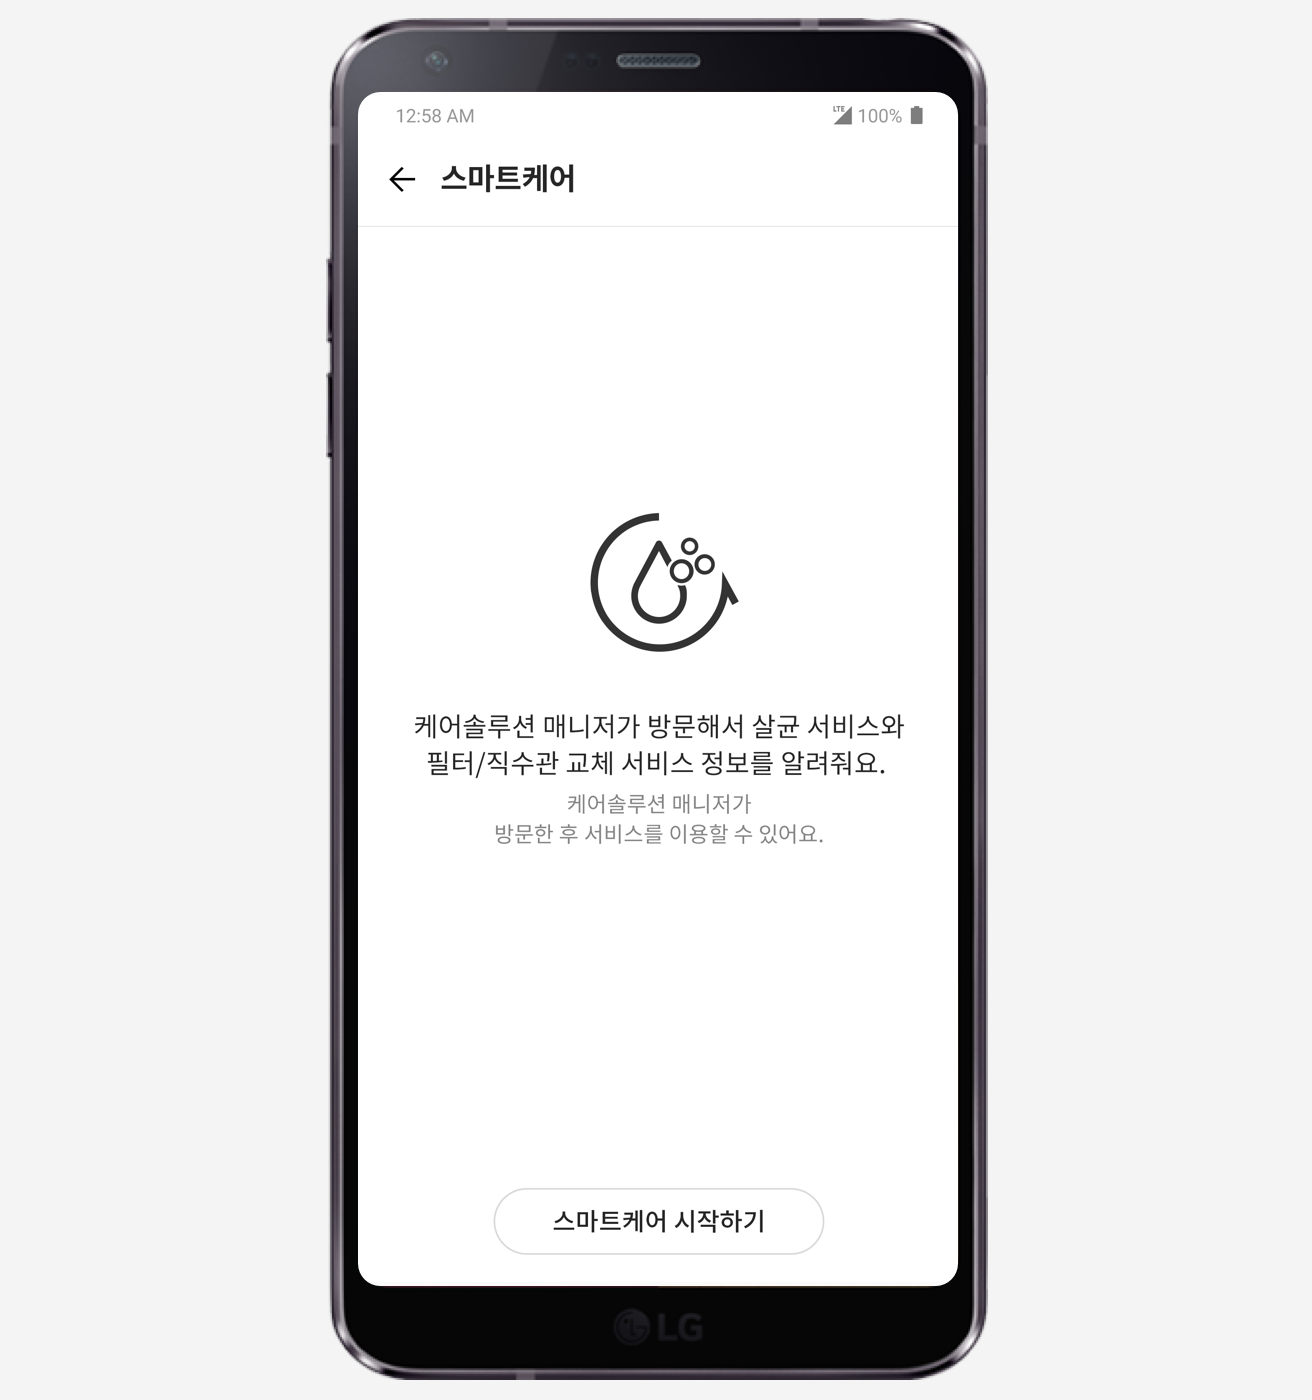 12:58 AM LTE 100%
스마트케어
케어솔루션 매니저가 방문해서 살균 서비스와
필터/직수관 교체 서비스 정보를 알려줘요.
케어솔루션 매니저가
방문한 후 서비스를 이용할 수 있어요.
스마트케어 시작하기
LG